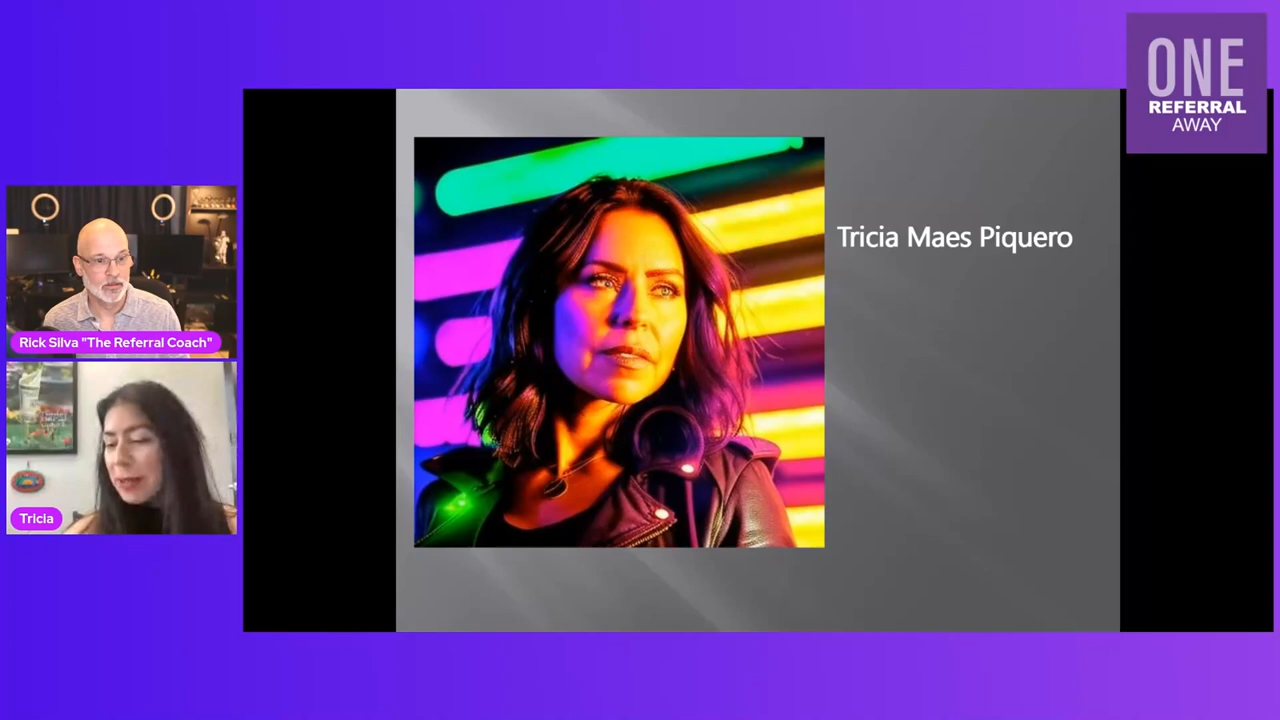 ONE
REFERRAL
AWAY
Tricia Maes Piquero
Rick Silva "The Referral Coach"
Tricia